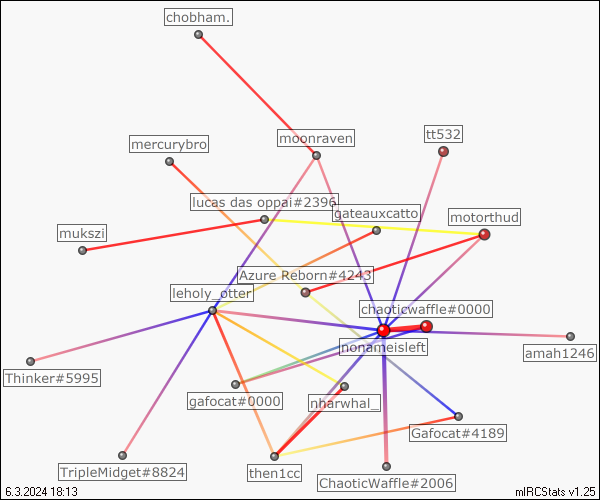 chobham.
tt532
moonraven
mercurybro
lucas das oppai#2396
gateauxcatto
motorthud
mukszi
Azure Reborn#4243
leholy_otter
chaoticwaffle#0000
nonameisleft
amah1246
Thinker#5995
gafocat#0000
nharwhal_
Gafocat#4189
TripleMidget#8824
then1cc
ChaoticWaffle#2006
6.3.2024 18:13
mIRCStats v1.25